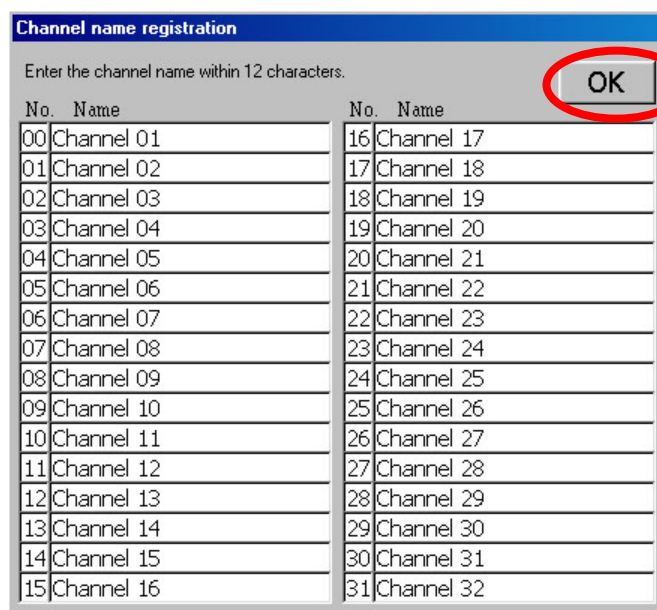 Channel name registration
Enter the channel name within 12 characters.
OK
No. Name
00 Channel 01
01 Channel 02
02 Channel 03
03 Channel 04
04 Channel 05
05 Channel 06
06 Channel 07
07 Channel 08
08 Channel 09
09 Channel 10
10 Channel 11
11 Channel 12
12 Channel 13
13 Channel 14
14 Channel 15
15 Channel 16
No. Name
16 Channel 17
17 Channel 18
18 Channel 19
19 Channel 20
20 Channel 21
21 Channel 22
22 Channel 23
23 Channel 24
24 Channel 25
25 Channel 26
26 Channel 27
27 Channel 28
28 Channel 29
29 Channel 30
30 Channel 31
31 Channel 32